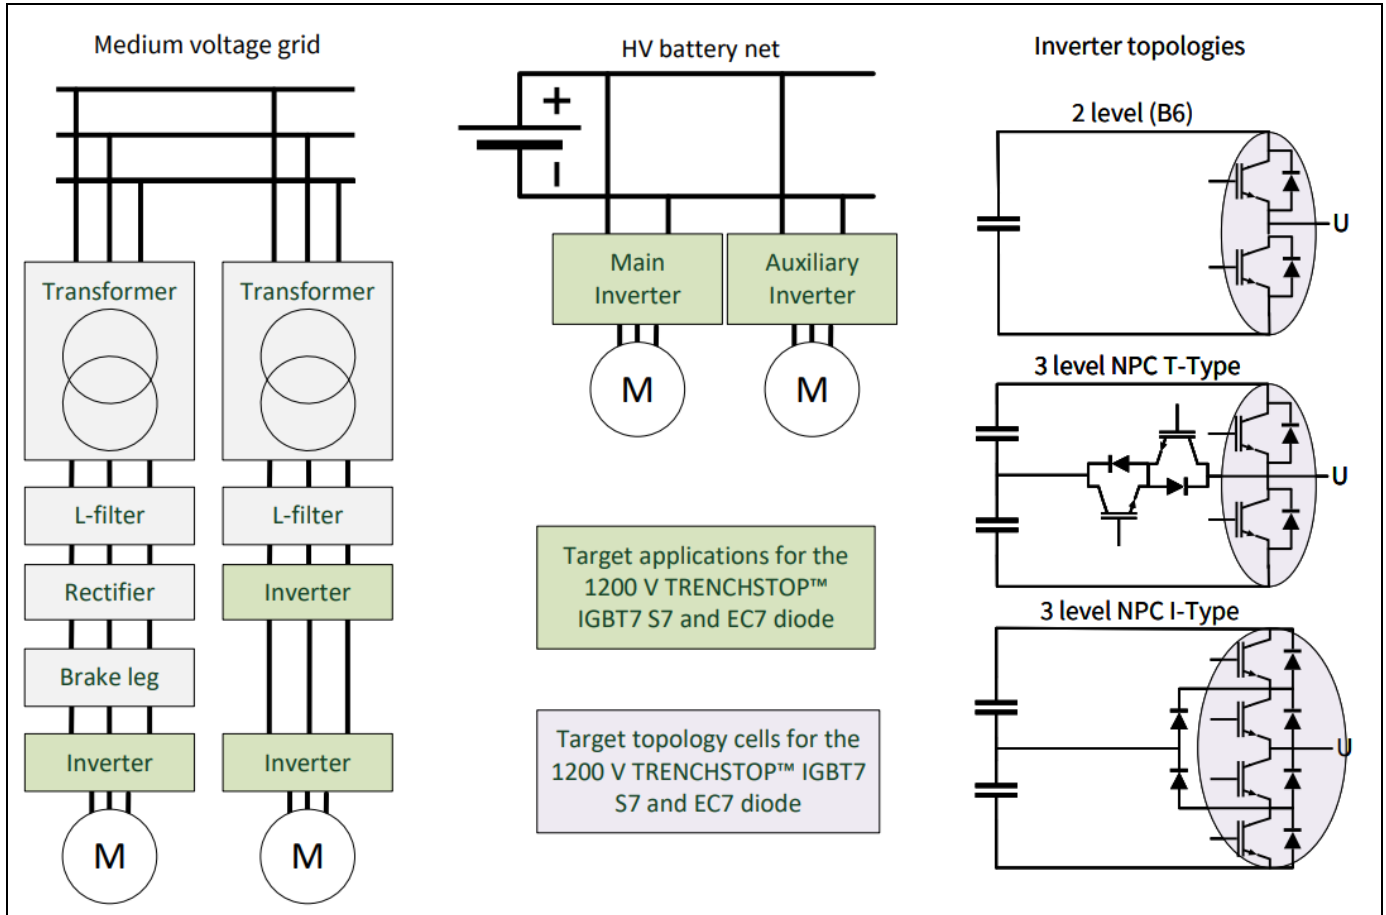 Medium voltage grid
Transformer
Transformer
L-filter
L-filter
Rectifier
Inverter
Brake leg
Inverter
Inverter
M
M
HV battery net
+
–
Main
Inverter
Auxiliary
Inverter
M
M
Target applications for the
1200 V TRENCHSTOP™
IGBT7 S7 and EC7 diode
Target topology cells for the
1200 V TRENCHSTOP™ IGBT7
S7 and EC7 diode
Inverter topologies
2 level (B6)
U
3 level NPC T-Type
U
3 level NPC I-Type
U